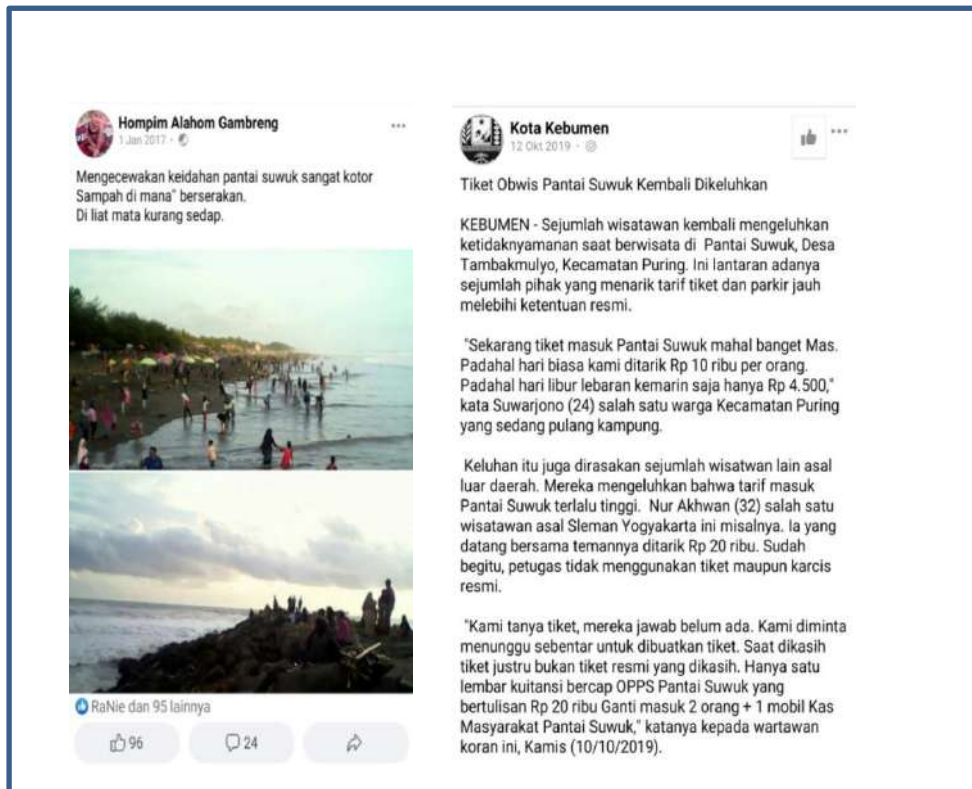 Hompim Alahom Gambreng
1 Jan 2017
Mengecewakan keidahan pantai suwuk sangat kotor
Sampah di mana" berserakan.
Di liat mata kurang sedap.
RaNie dan 95 lainnya
96
24
Kota Kebumen
12 Okt 2019
Tiket Obwis Pantai Suwuk Kembali Dikeluhkan
KEBUMEN - Sejumlah wisatawan kembali mengeluhkan
ketidaknyamanan saat berwisata di Pantai Suwuk, Desa
Tambakmulyo, Kecamatan Puring. Ini lantaran adanya
sejumlah pihak yang menarik tarif tiket dan parkir jauh
melebihi ketentuan resmi.
"Sekarang tiket masuk Pantai Suwuk mahal banget Mas.
Padahal hari biasa kami ditarik Rp 10 ribu per orang.
Padahal hari libur lebaran kemarin saja hanya Rp 4.500,"
kata Suwarjono (24) salah satu warga Kecamatan Puring
yang sedang pulang kampung.
Keluhan itu juga dirasakan sejumlah wisatwan lain asal
luar daerah. Mereka mengeluhkan bahwa tarif masuk
Pantai Suwuk terlalu tinggi. Nur Akhwan (32) salah satu
wisatawan asal Sleman Yogyakarta ini misalnya. Ia yang
datang bersama temannya ditarik Rp 20 ribu. Sudah
begitu, petugas tidak menggunakan tiket maupun karcis
resmi.
"Kami tanya tiket, mereka jawab belum ada. Kami diminta
menunggu sebentar untuk dibuatkan tiket. Saat dikasih
tiket justru bukan tiket resmi yang dikasih. Hanya satu
lembar kuitansi bercap OPPS Pantai Suwuk yang
bertulisan Rp 20 ribu Ganti masuk 2 orang + 1 mobil Kas
Masyarakat Pantai Suwuk," katanya kepada wartawan
koran ini, Kamis (10/10/2019).